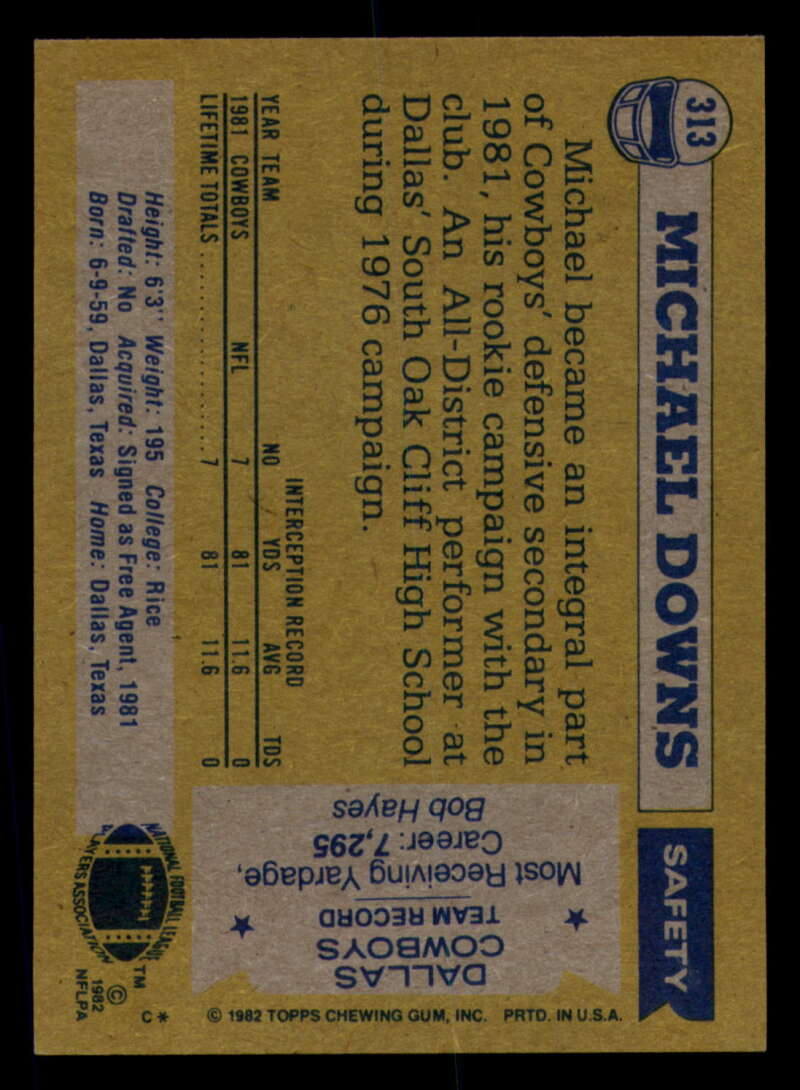 313
MICHAEL DOWNS
SAFETY
Michael became an integral part
of Cowboys' defensive secondary in
1981, his rookie campaign with the
club. An All-District performer at
Dallas' South Oak Cliff High School
during 1976 campaign.
INTERCEPTION RECORD
YEAR TEAM NO YDS AVG TDS
1981 COWBOYS NFL 7 81 11.6 0
LIFETIME TOTALS ........................ 7 81 11.6 0
Height: 6'3" Weight: 195 College: Rice
Drafted: No Acquired: Signed as Free Agent, 1981
Born: 6-9-59, Dallas, Texas Home: Dallas, Texas
DALLAS
COWBOYS
TEAM RECORD
Most Receiving Yardage,
Career: 7,295
Bob Hayes
NATIONAL FOOTBALL LEAGUE
PLAYERS ASSOCIATION
TM
©
1982
NFLPA
© 1982 TOPPS CHEWING GUM, INC. PRTD. IN U.S.A.
C*